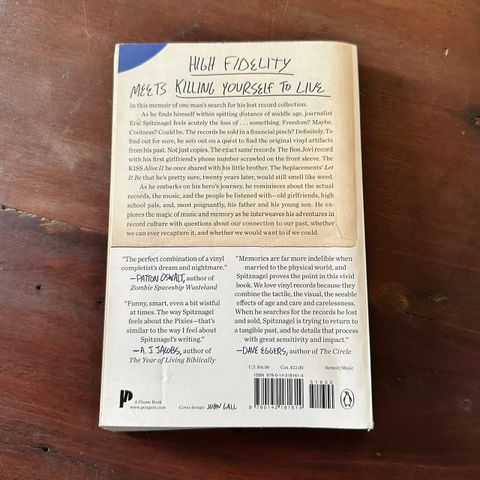 HIGH FIDELITY
MEETS KILLING YOURSELF TO LIVE
in this memoir of one man's search for his lost record collection.
As he finds himself within spitting distance of middle age, journalist
Eric Spitznagel feels acutely the loss of . . . something. Freedom? Maybe.
Coolness? Could be. The records he sold in a financial pinch? Definitely. To
find out for sure, he sets out on a quest to find the original vinyl artifacts
from his past. Not just copies. The exact same records: The Bon Jovi record
with his first girlfriend's phone number scrawled on the front sleeve. The
KISS Alive II he once shared with his little brother. The Replacements' Let
It Be that he's pretty sure, twenty years later, would still smell like weed.
As he embarks on his hero's journey, he reminisces about the actual
records, the music, and the people he listened with—old girlfriends, high
school pals, and, most poignantly, his father and his young son. He ex-
plores the magic of music and memory as he interweaves his adventures in
record culture with questions about our connection to our past, whether
we can ever recapture it, and whether we would want to if we could.
"The perfect combination of a vinyl
completist's dream and nightmare."
—PATTON OSWALT, author of
Zombie Spaceship Wasteland
"Funny, smart, even a bit wistful
at times. The way Spitznagel
feels about the Pixies—that's
similar to the way I feel about
Spitznagel's writing."
—A. J. JACOBS, author of
The Year of Living Biblically
"Memories are far more indelible when
married to the physical world, and
Spitznagel proves the point in this vivid
book. We love vinyl records because they
combine the tactile, the visual, the seeable
effects of age and care and carelessness.
When he searches for the records he lost
and sold, Spitznagel is trying to return to
a tangible past, and he details that process
with great sensitivity and impact."
—DAVE EGGERS, author of The Circle
U.S. $16.00 Can. $22.00 Memoir/Music
ISBN 978-0-14-218161-4
51600
9 780142 181614
A Plume Book
www.penguin.com
Cover design: JOHN GALL